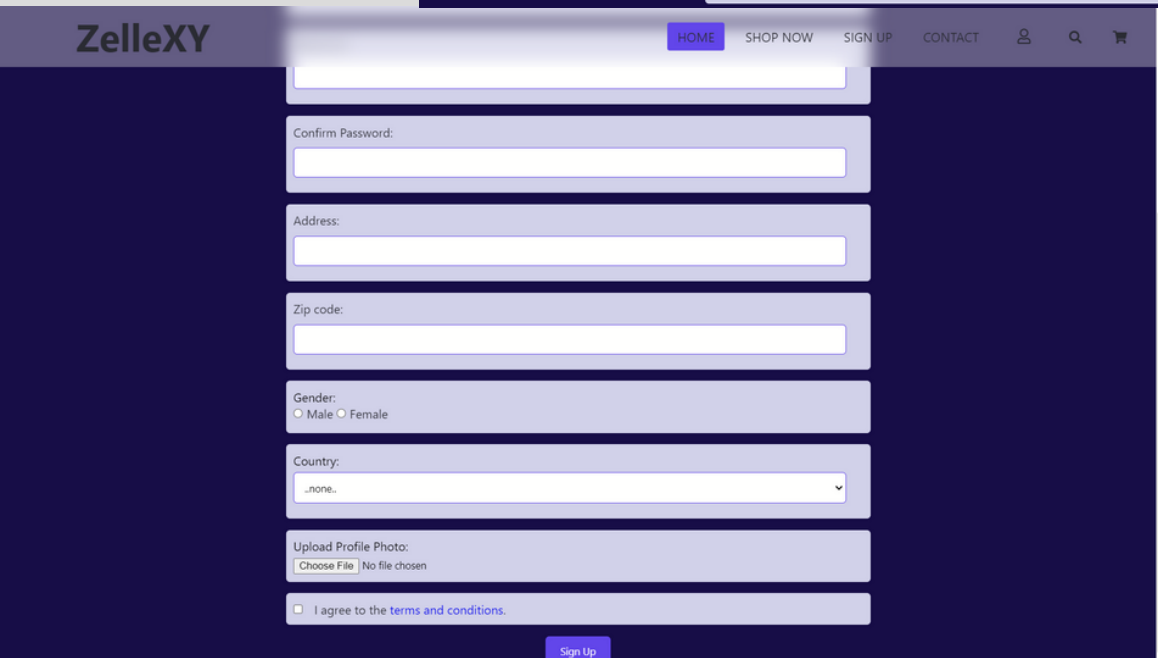 ZelleXY
HOME SHOP NOW SIGN UP CONTACT
Confirm Password:
Address:
Zip code:
Gender:
Male Female
Country:
..none..
Upload Profile Photo:
Choose File No file chosen
I agree to the terms and conditions.
Sign Up